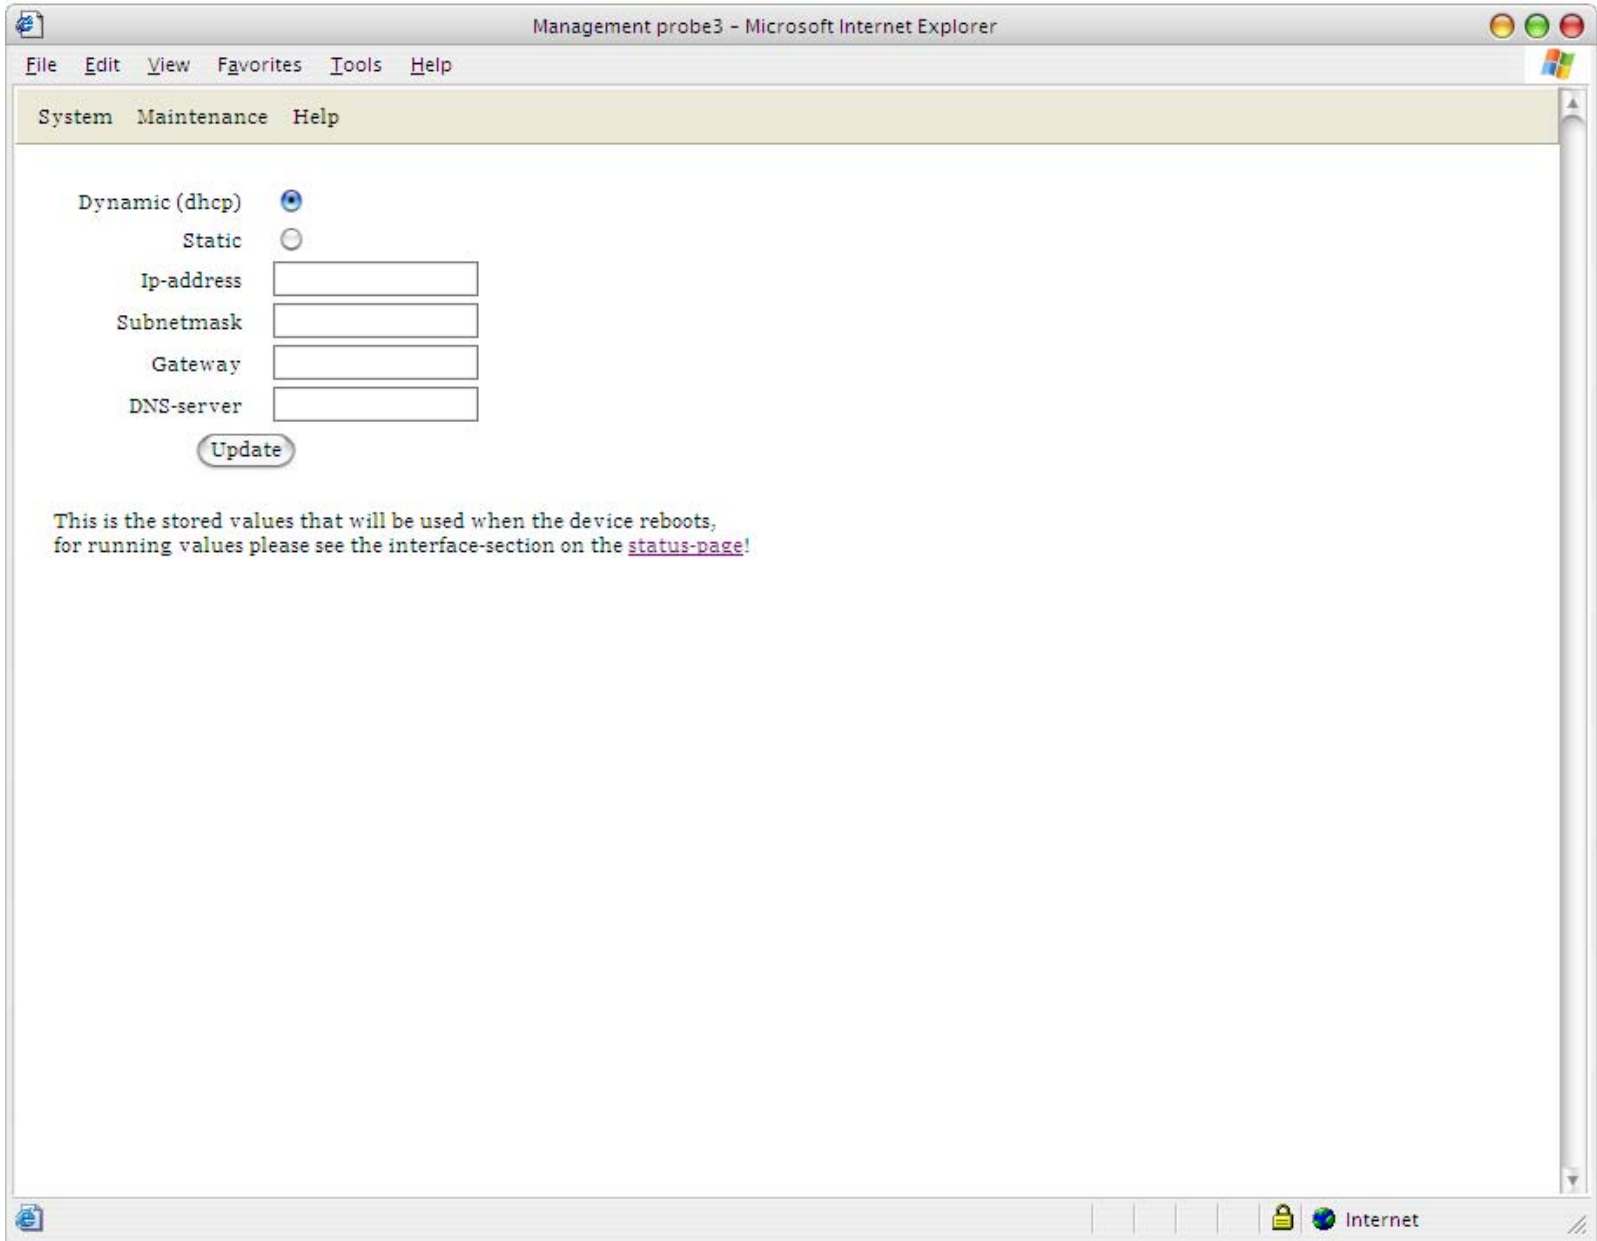 Management probe3 - Microsoft Internet Explorer
File Edit View Favorites Tools Help
System Maintenance Help
Dynamic (dhcp)
Static
Ip-address
Subnetmask
Gateway
DNS-server
Update
This is the stored values that will be used when the device reboots,
for running values please see the interface-section on the status-page!
Internet